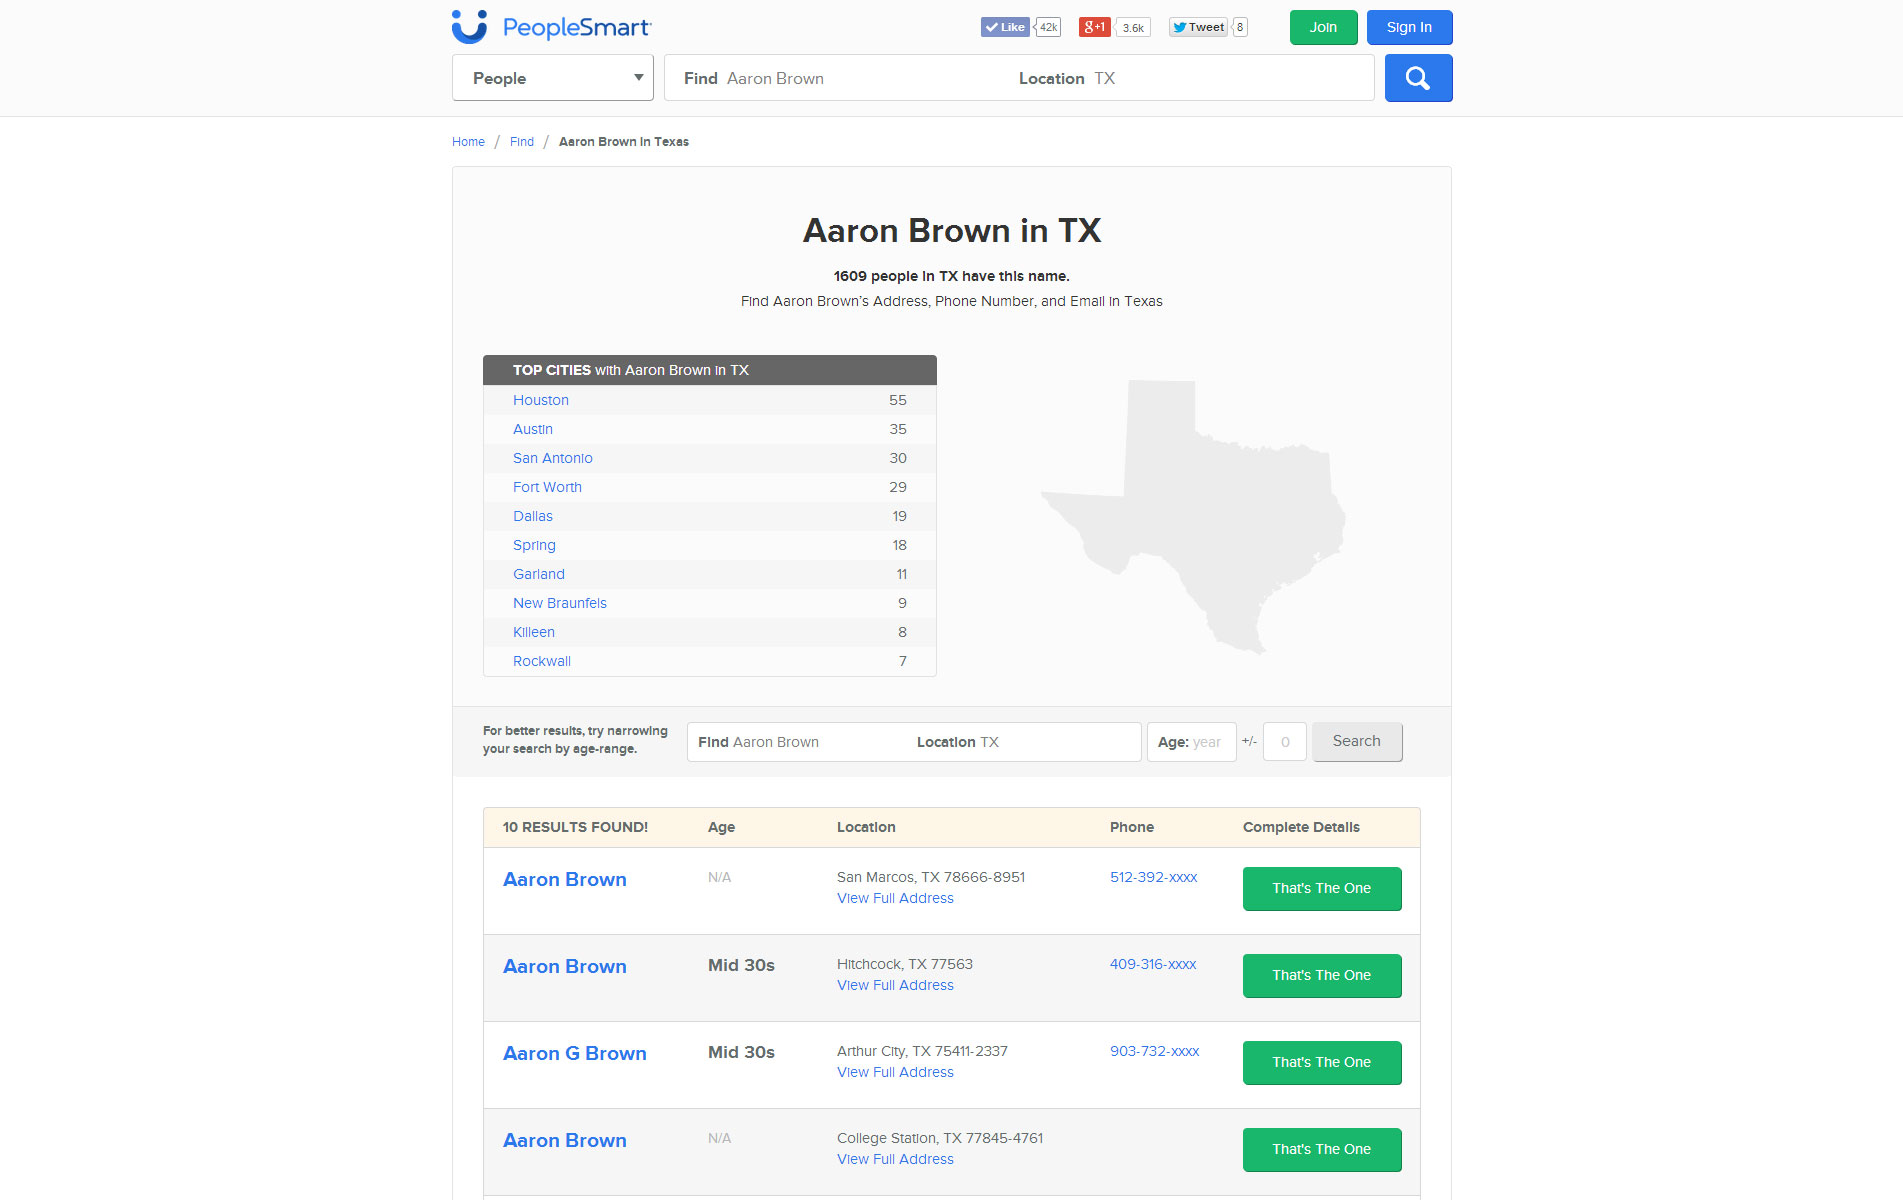 PeopleSmart
Like 42k
g+1 3.6k
Tweet 8
Join
Sign In
People
Find Aaron Brown Location TX
Home / Find / Aaron Brown in Texas
Aaron Brown in TX
1609 people in TX have this name.
Find Aaron Brown's Address, Phone Number, and Email in Texas
TOP CITIES with Aaron Brown in TX
Houston 55
Austin 35
San Antonio 30
Fort Worth 29
Dallas 19
Spring 18
Garland 11
New Braunfels 9
Killeen 8
Rockwall 7
For better results, try narrowing
your search by age-range.
Find Aaron Brown Location TX Age: year +/- 0 Search
10 RESULTS FOUND! Age Location Phone Complete Details
Aaron Brown N/A San Marcos, TX 78666-8951 512-392-xxxx That's The One
View Full Address
Aaron Brown Mid 30s Hitchcock, TX 77563 409-316-xxxx That's The One
View Full Address
Aaron G Brown Mid 30s Arthur City, TX 75411-2337 903-732-xxxx That's The One
View Full Address
Aaron Brown N/A College Station, TX 77845-4761 That's The One
View Full Address